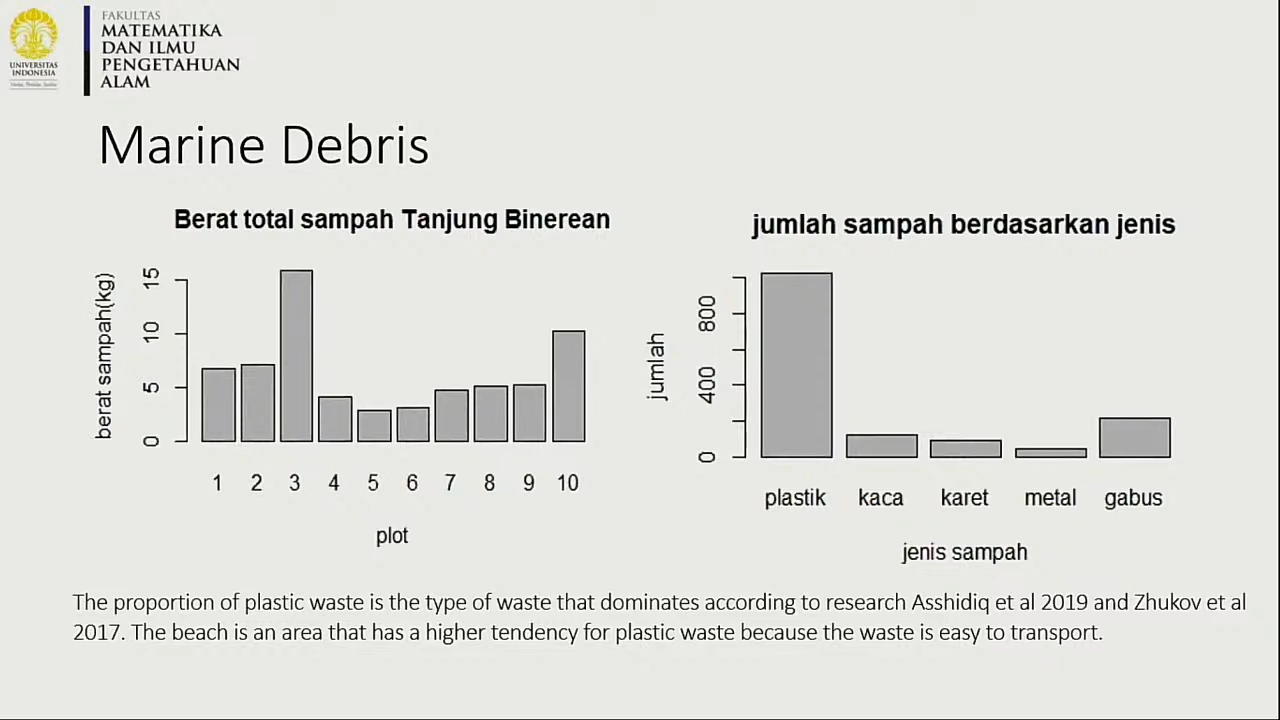 UNIVERSITAS
INDONESIA
FAKULTAS
MATEMATIKA
DAN ILMU
PENGETAHUAN
ALAM
Marine Debris
Berat total sampah Tanjung Binerean
berat sampah(kg)
15
10
5
0
1 2 3 4 5 6 7 8 9 10
plot
jumlah sampah berdasarkan jenis
jumlah
800
400
0
plastik kaca karet metal gabus
jenis sampah
The proportion of plastic waste is the type of waste that dominates according to research Asshidiq et al 2019 and Zhukov et al
2017. The beach is an area that has a higher tendency for plastic waste because the waste is easy to transport.